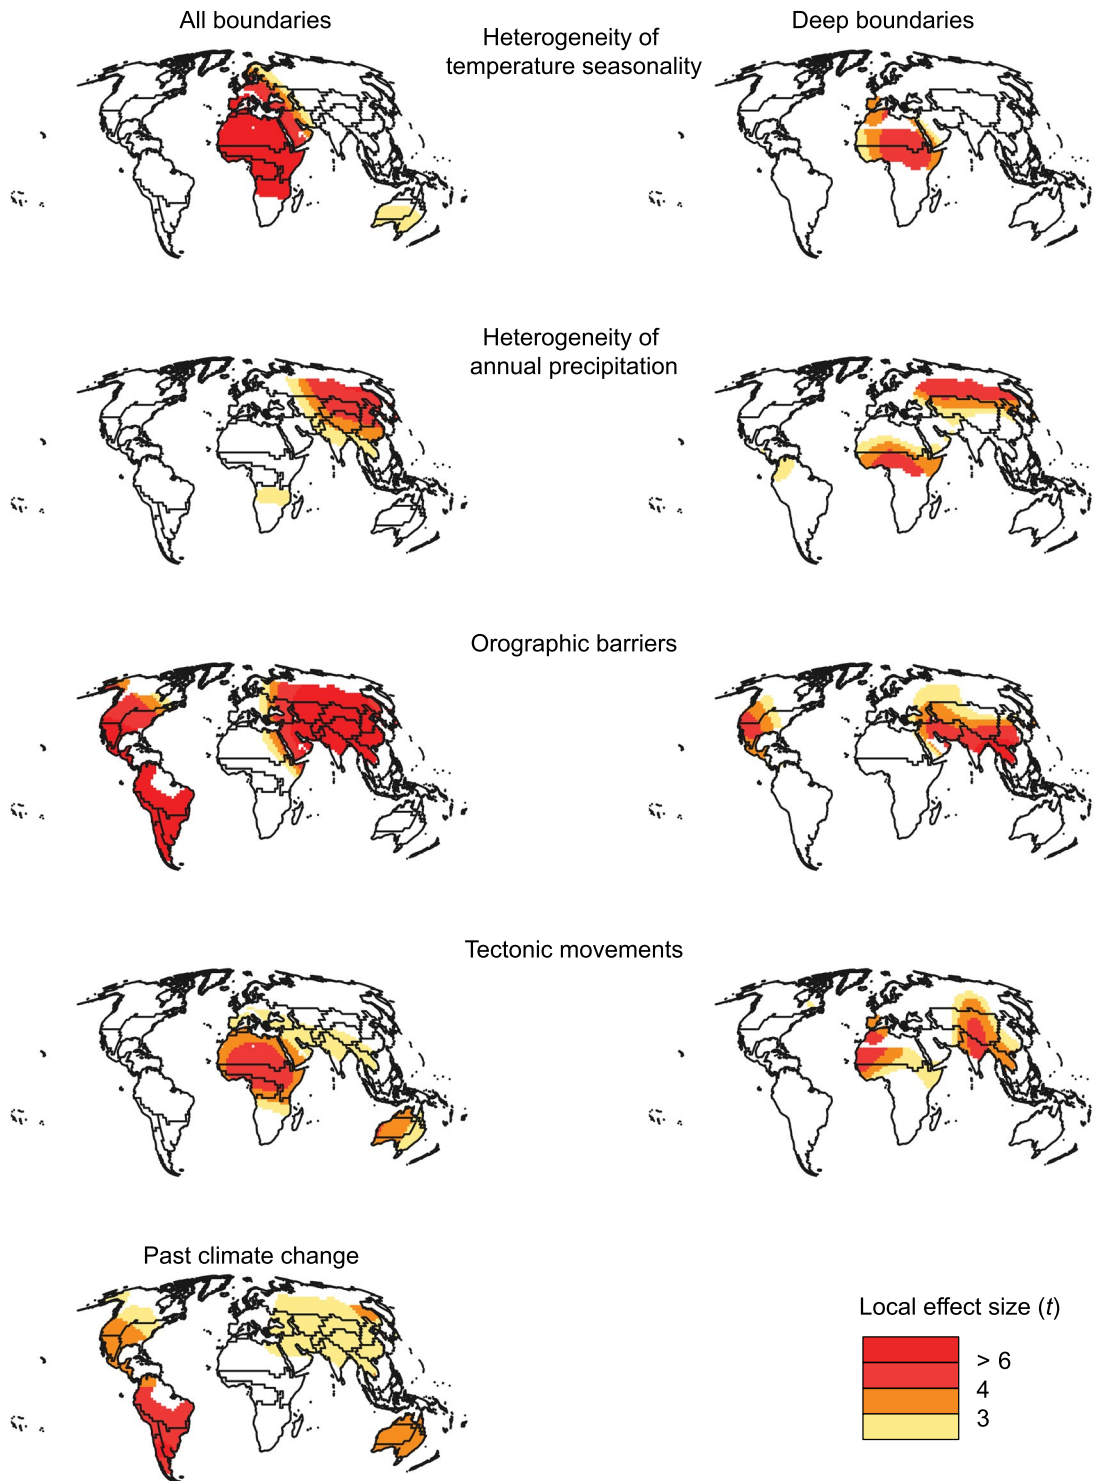 All boundaries
Deep boundaries
Heterogeneity of
temperature seasonality
Heterogeneity of
annual precipitation
Orographic barriers
Tectonic movements
Past climate change
Local effect size (t)
> 6
4
3